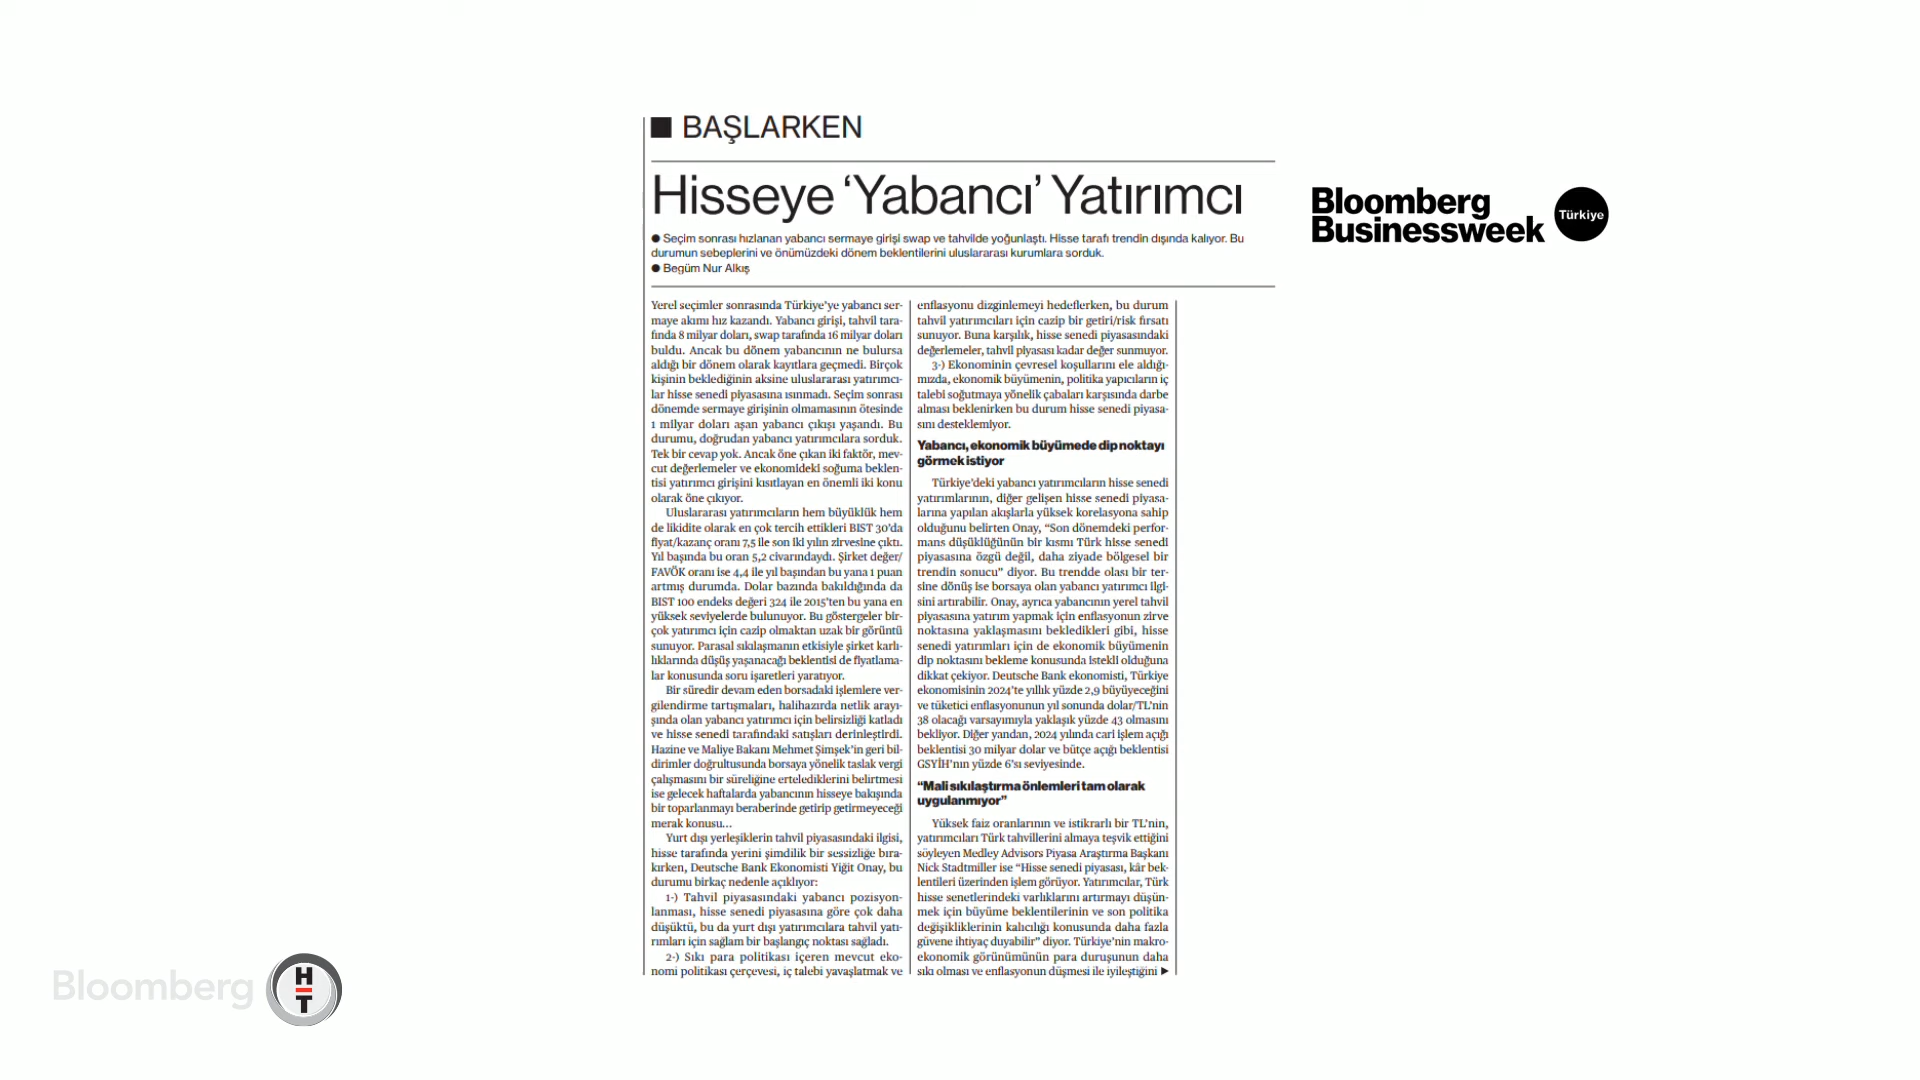 BAŞLARKEN
Hisseye ‘Yabancı’ Yatırımcı
● Seçim sonrası hızlanan yabancı sermaye girişi swap ve tahvilde yoğunlaştı. Hisse tarafı trendin dışında kalıyor. Bu
durumun sebeplerini ve önümüzdeki dönem beklentilerini uluslararası kurumlara sorduk.
● Begüm Nur Alkış
Yerel seçimler sonrasında Türkiye’ye yabancı ser-
maye akımı hız kazandı. Yabancı girişi, tahvil tara-
fında 8 milyar doları, swap tarafında 16 milyar doları
buldu. Ancak bu dönem yabancının ne bulursa
aldığı bir dönem olarak kayıtlara geçmedi. Birçok
kişinin beklediğinin aksine uluslararası yatırımcı-
lar hisse senedi piyasasına ısınmadı. Seçim sonrası
dönemde sermaye girişinin olmamasının ötesinde
1 milyar doları aşan yabancı çıkışı yaşandı. Bu
durumu, doğrudan yabancı yatırımcılara sorduk.
Tek bir cevap yok. Ancak öne çıkan iki faktör, mev-
cut değerlemeler ve ekonomideki soğuma beklen-
tisi yatırımcı girişini kısıtlayan en önemli iki konu
olarak öne çıkıyor.
Uluslararası yatırımcıların hem büyüklük hem
de likidite olarak en çok tercih ettikleri BIST 30’da
fiyat/kazanç oranı 7,5 ile son iki yılın zirvesine çıktı.
Yıl başında bu oran 5,2 civarındaydı. Şirket değer/
FAVÖK oranı ise 4,4 ile yıl başından bu yana 1 puan
artmış durumda. Dolar bazında bakıldığında da
BIST 100 endeks değeri 324 ile 2015’ten bu yana en
yüksek seviyelerde bulunuyor. Bu göstergeler bir-
çok yatırımcı için cazip olmaktan uzak bir görüntü
sunuyor. Parasal sıkılaşmanın etkisiyle şirket karlı-
lıklarında düşüş yaşanacağı beklentisi de fiyatlama-
lar konusunda soru işaretleri yaratıyor.
Bir süredir devam eden borsadaki işlemlere ver-
gilendirme tartışmaları, halihazırda netlik arayı-
şında olan yabancı yatırımcı için belirsizliği katladı
ve hisse senedi tarafındaki satışları derinleştirdi.
Hazine ve Maliye Bakanı Mehmet Şimşek’in geri bil-
dirimler doğrultusunda borsaya yönelik taslak vergi
çalışmasını bir süreliğine ertelediklerini belirtmesi
ise gelecek haftalarda yabancının hisseye bakışında
bir toparlanmayı beraberinde getirip getirmeyeceği
merak konusu...
Yurt dışı yerleşiklerin tahvil piyasasındaki ilgisi,
hisse tarafında yerini şimdilik bir sessizliğe bıra-
kırken, Deutsche Bank Ekonomisti Yiğit Onay, bu
durumu birkaç nedenle açıklıyor:
1-) Tahvil piyasasındaki yabancı pozisyon-
lanması, hisse senedi piyasasına göre çok daha
düşüktü, bu da yurt dışı yatırımcılara tahvil yatı-
rımları için sağlam bir başlangıç noktası sağladı.
2-) Sıkı para politikası içeren mevcut eko-
nomi politikası çerçevesi, iç talebi yavaşlatmak ve
enflasyonu dizginlemeyi hedeflerken, bu durum
tahvil yatırımcıları için cazip bir getiri/risk fırsatı
sunuyor. Buna karşılık, hisse senedi piyasasındaki
değerlemeler, tahvil piyasası kadar değer sunmuyor.
3-) Ekonominin çevresel koşullarını ele aldığı-
mızda, ekonomik büyümenin, politika yapıcıların iç
talebi soğutmaya yönelik çabaları karşısında darbe
alması beklenirken bu durum hisse senedi piyasa-
sını desteklemiyor.
Yabancı, ekonomik büyümede dip noktayı
görmek istiyor
Türkiye’deki yabancı yatırımcıların hisse senedi
yatırımlarının, diğer gelişen hisse senedi piyasa-
larına yapılan akışlarla yüksek korelasyona sahip
olduğunu belirten Onay, “Son dönemdeki perfor-
mans düşüklüğünün bir kısmı Türk hisse senedi
piyasasına özgü değil, daha ziyade bölgesel bir
trendin sonucu” diyor. Bu trendde olası bir ter-
sine dönüş ise borsaya olan yabancı yatırımcı ilgi-
sini artırabilir. Onay, ayrıca yabancının yerel tahvil
piyasasına yatırım yapmak için enflasyonun zirve
noktasına yaklaşmasını bekledikleri gibi, hisse
senedi yatırımları için de ekonomik büyümenin
dip noktasını bekleme konusunda istekli olduğuna
dikkat çekiyor. Deutsche Bank ekonomisti, Türkiye
ekonomisinin 2024’te yıllık yüzde 2,9 büyüyeceğini
ve tüketici enflasyonunun yıl sonunda dolar/TL’nin
38 olacağı varsayımıyla yaklaşık yüzde 43 olmasını
bekliyor. Diğer yandan, 2024 yılında cari işlem açığı
beklentisi 30 milyar dolar ve bütçe açığı beklentisi
GSYİH’nın yüzde 6’sı seviyesinde.
“Mali sıkılaştırma önlemleri tam olarak
uygulanmıyor”
Yüksek faiz oranlarının ve istikrarlı bir TL’nin,
yatırımcıları Türk tahvillerini almaya teşvik ettiğini
söyleyen Medley Advisors Piyasa Araştırma Başkanı
Nick Stadtmiller ise “Hisse senedi piyasası, kâr bek-
lentileri üzerinden işlem görüyor. Yatırımcılar, Türk
hisse senetlerindeki varlıklarını artırmayı düşün-
mek için büyüme beklentilerinin ve son politika
değişikliklerinin kalıcılığı konusunda daha fazla
güvene ihtiyaç duyabilir” diyor. Türkiye’nin makro-
ekonomik görünümünün para duruşunun daha
sıkı olması ve enflasyonun düşmesi ile iyileştiğini ▶
Bloomberg
Businessweek
Türkiye
Bloomberg
H
T